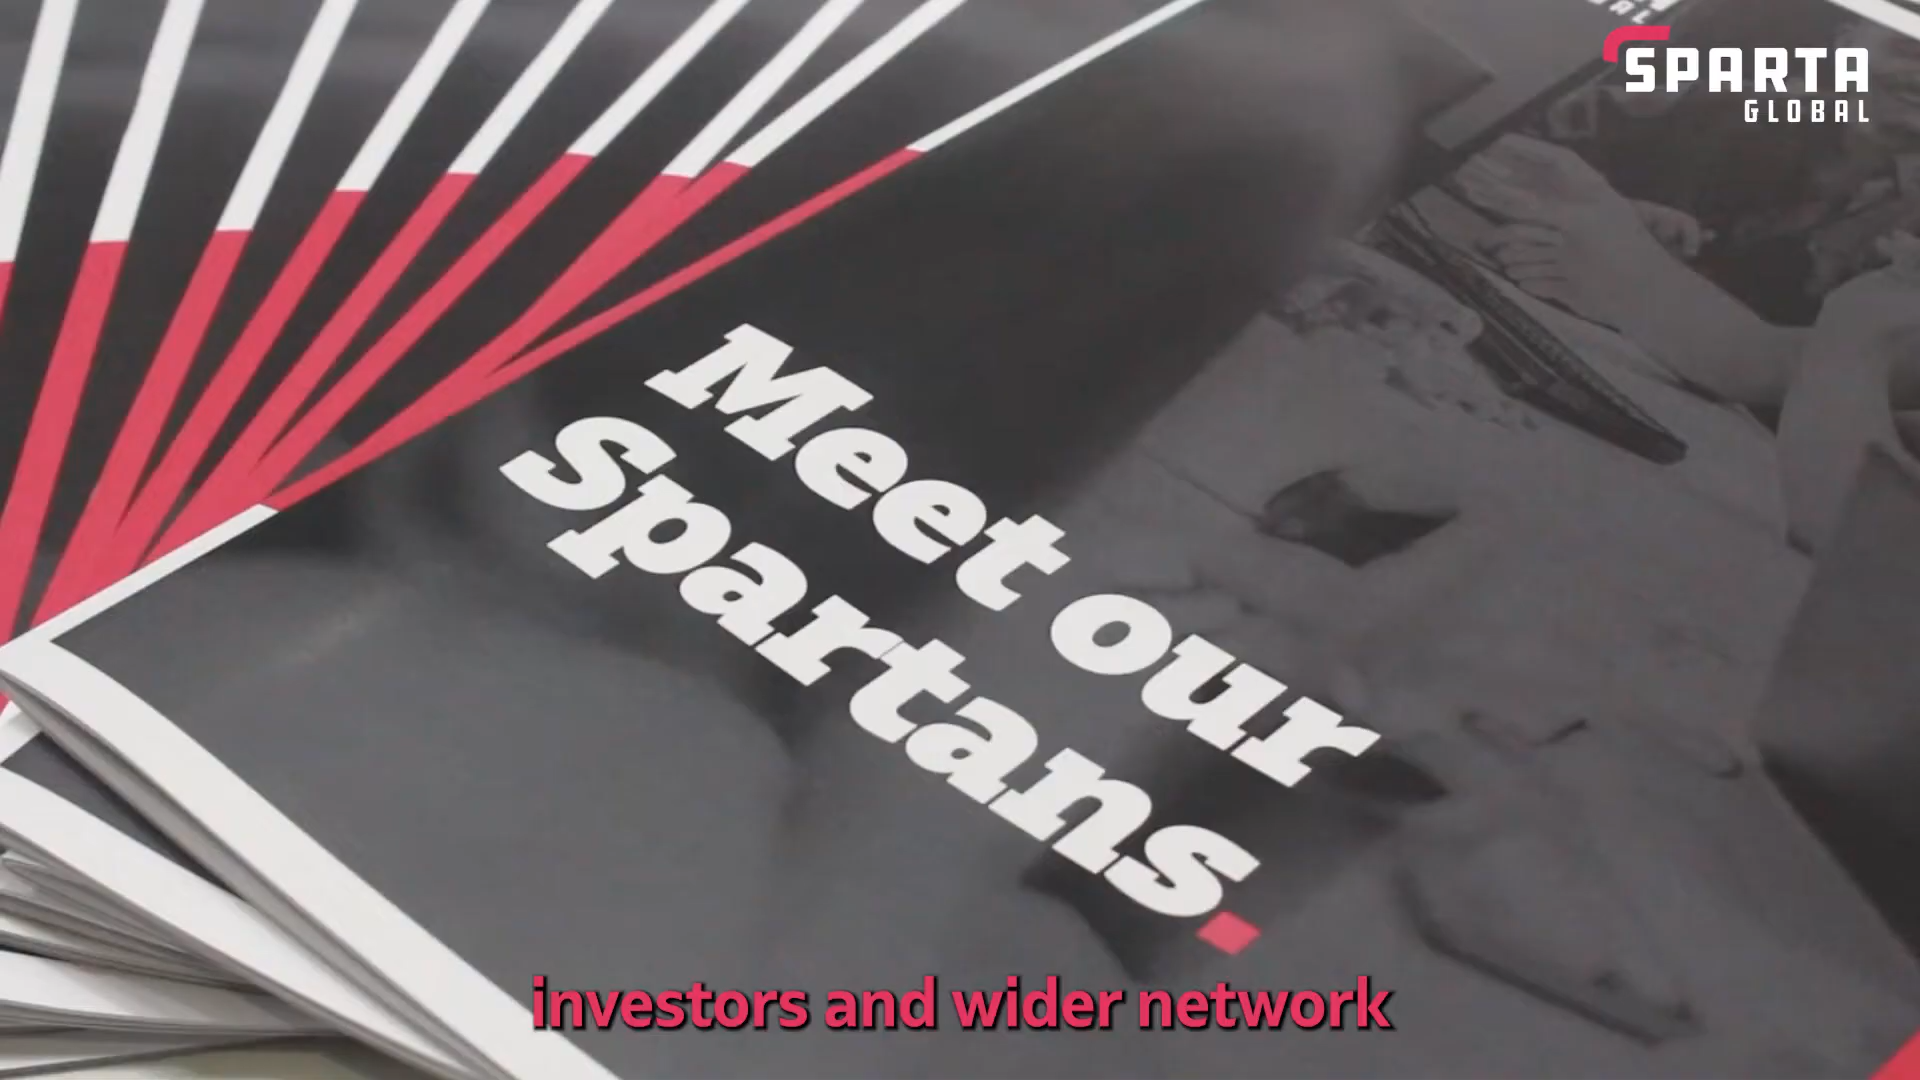 SPARTA
GLOBAL
Meet our
Spartans.
investors and wider network